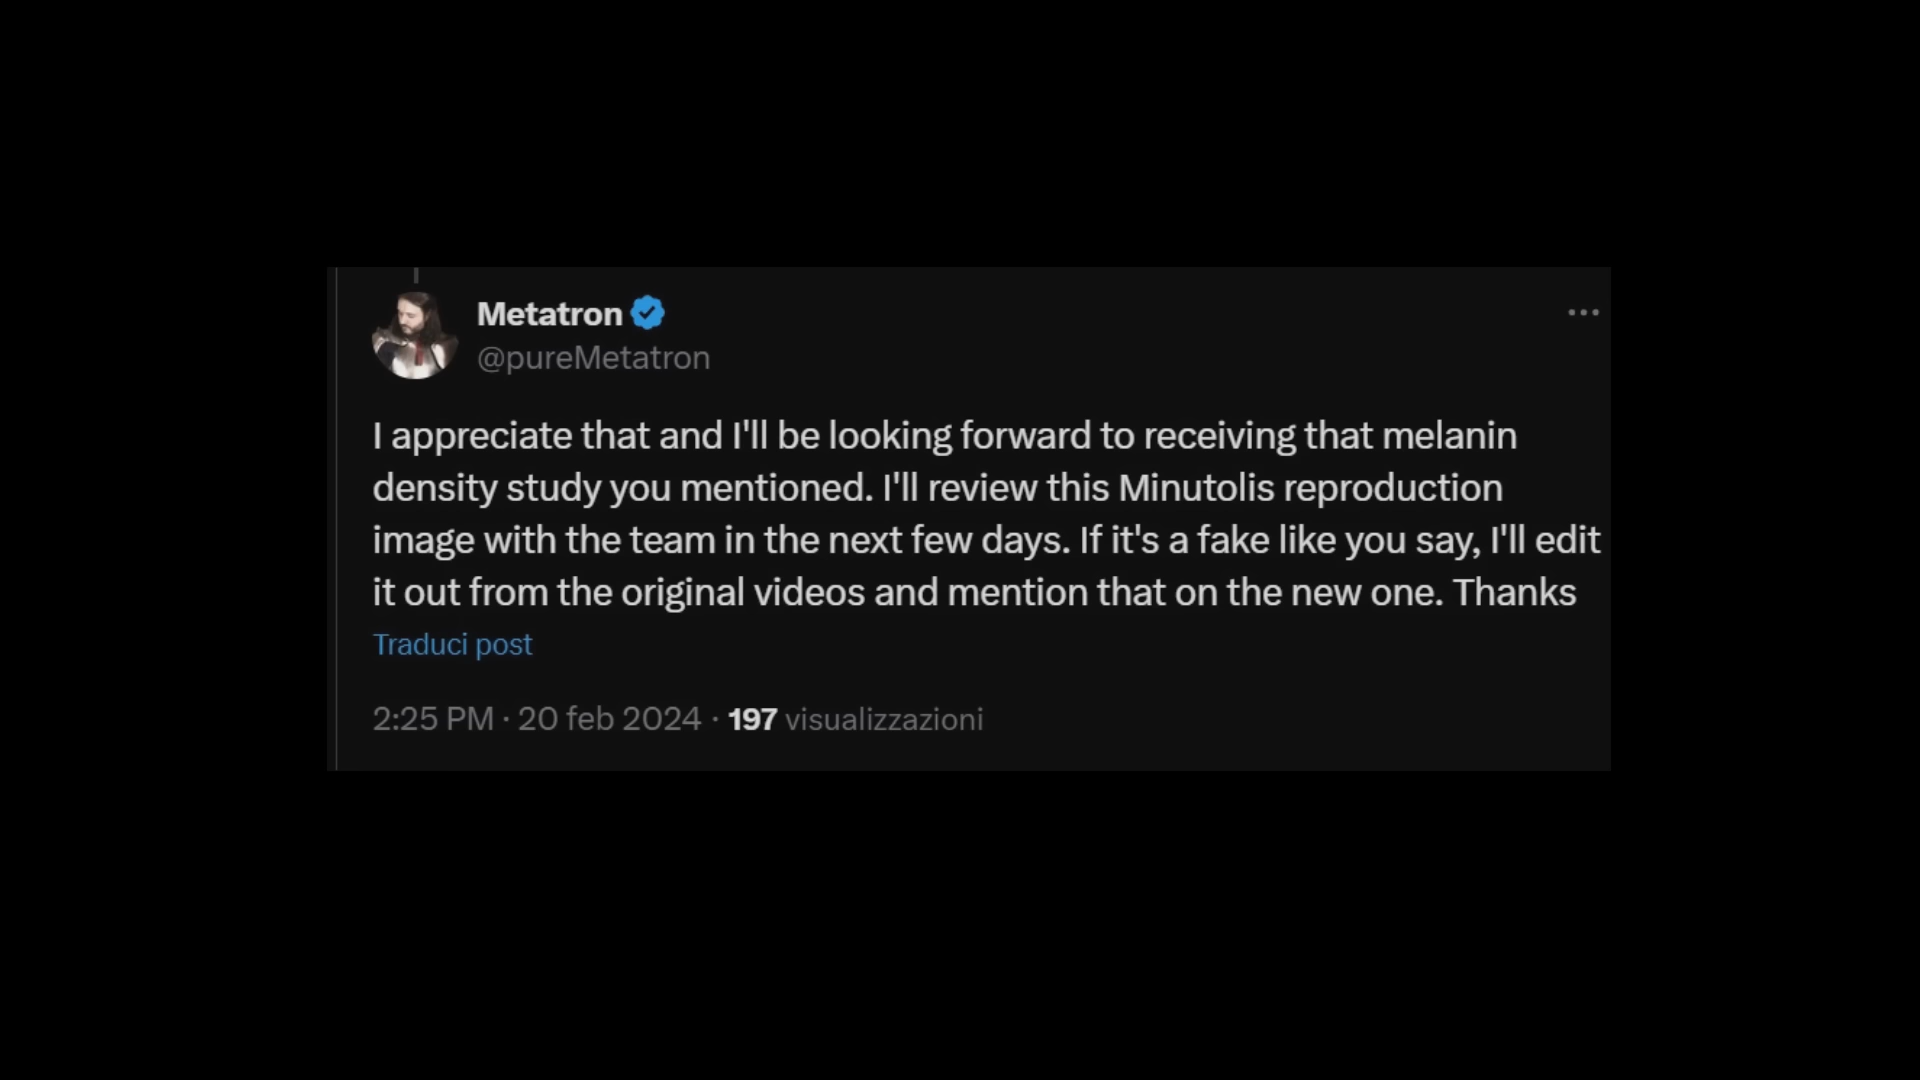 Metatron
@pureMetatron
I appreciate that and I'll be looking forward to receiving that melanin
density study you mentioned. I'll review this Minutolis reproduction
image with the team in the next few days. If it's a fake like you say, I'll edit
it out from the original videos and mention that on the new one. Thanks
Traduci post
2:25 PM · 20 feb 2024 · 197 visualizzazioni